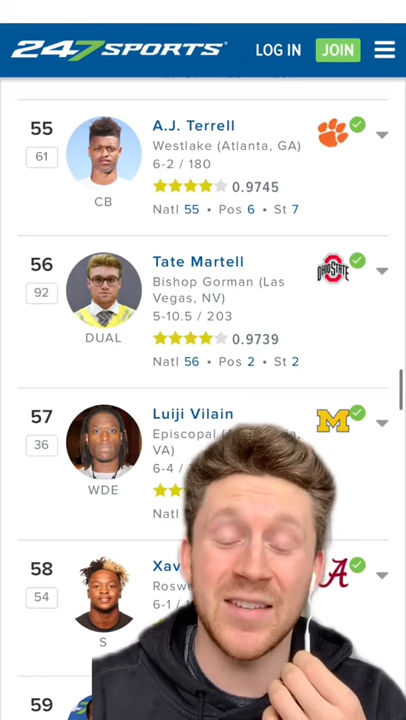 247SPORTS
LOG IN
JOIN
55
61
CB
A.J. Terrell
Westlake (Atlanta, GA)
6-2 / 180
0.9745
Natl 55 • Pos 6 • St 7
56
92
DUAL
Tate Martell
Bishop Gorman (Las
Vegas, NV)
5-10.5 / 203
0.9739
Natl 56 • Pos 2 • St 2
OHIO STATE
57
36
WDE
Luiji Vilain
Episcopal
VA)
6-4 /
Natl
M
58
54
S
Xav
Rosw
6-1 /
A
59